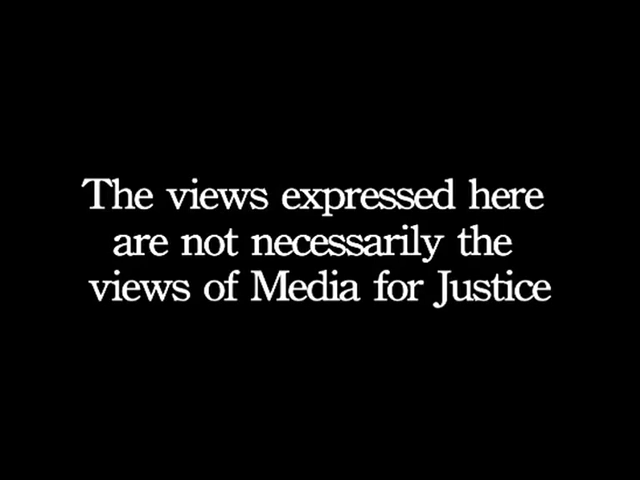 The views expressed here
are not necessarily the
views of Media for Justice